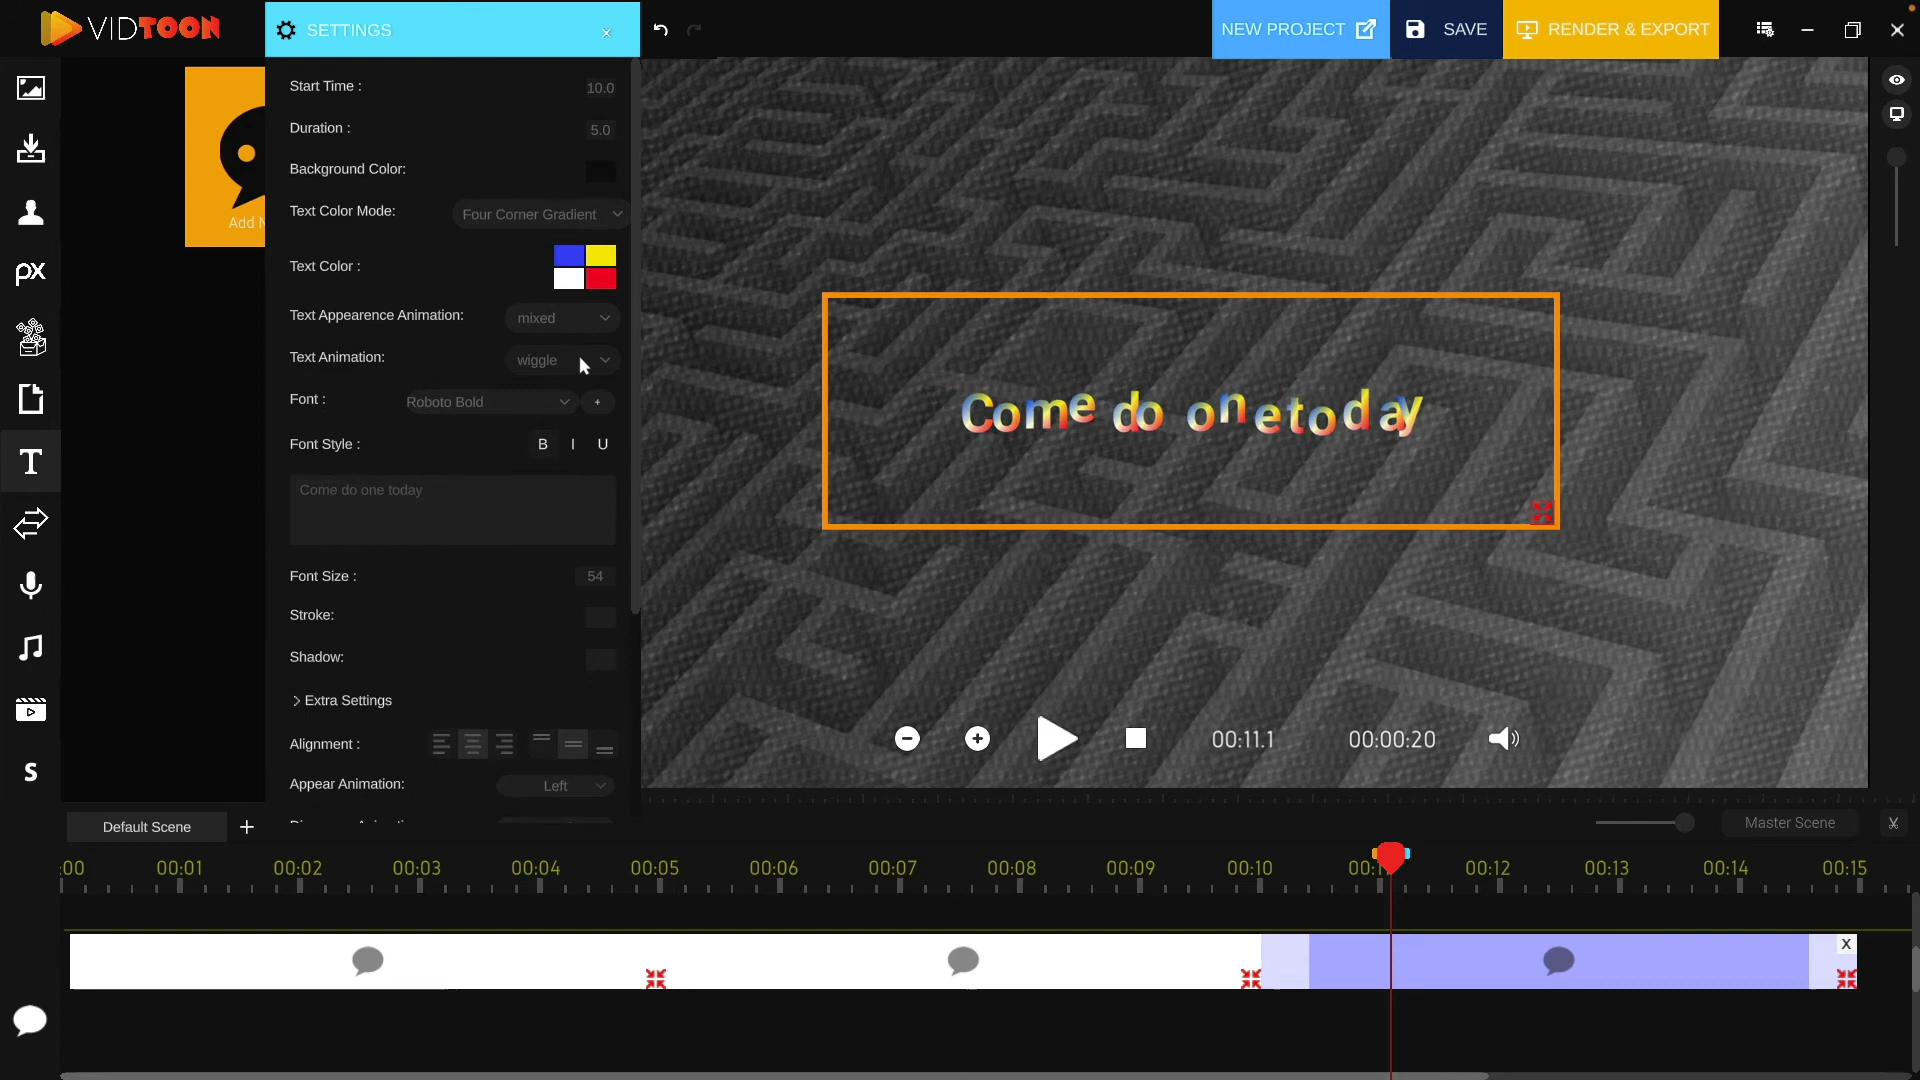 VIDTOON
SETTINGS
×
NEW PROJECT
SAVE
RENDER & EXPORT
Start Time : 10.0
Duration : 5.0
Background Color:
Text Color Mode: Four Corner Gradient
Text Color :
Text Appearence Animation: mixed
Text Animation: wiggle
Font : Roboto Bold +
Font Style : B I U
Come do one today
Font Size : 54
Stroke:
Shadow:
> Extra Settings
Alignment :
Appear Animation: Left
Add
px
T
S
Come do onetoday
00:11.1 00:00:20
Default Scene +
Master Scene
:00 00:01 00:02 00:03 00:04 00:05 00:06 00:07 00:08 00:09 00:10 00:12 00:13 00:14 00:15
X